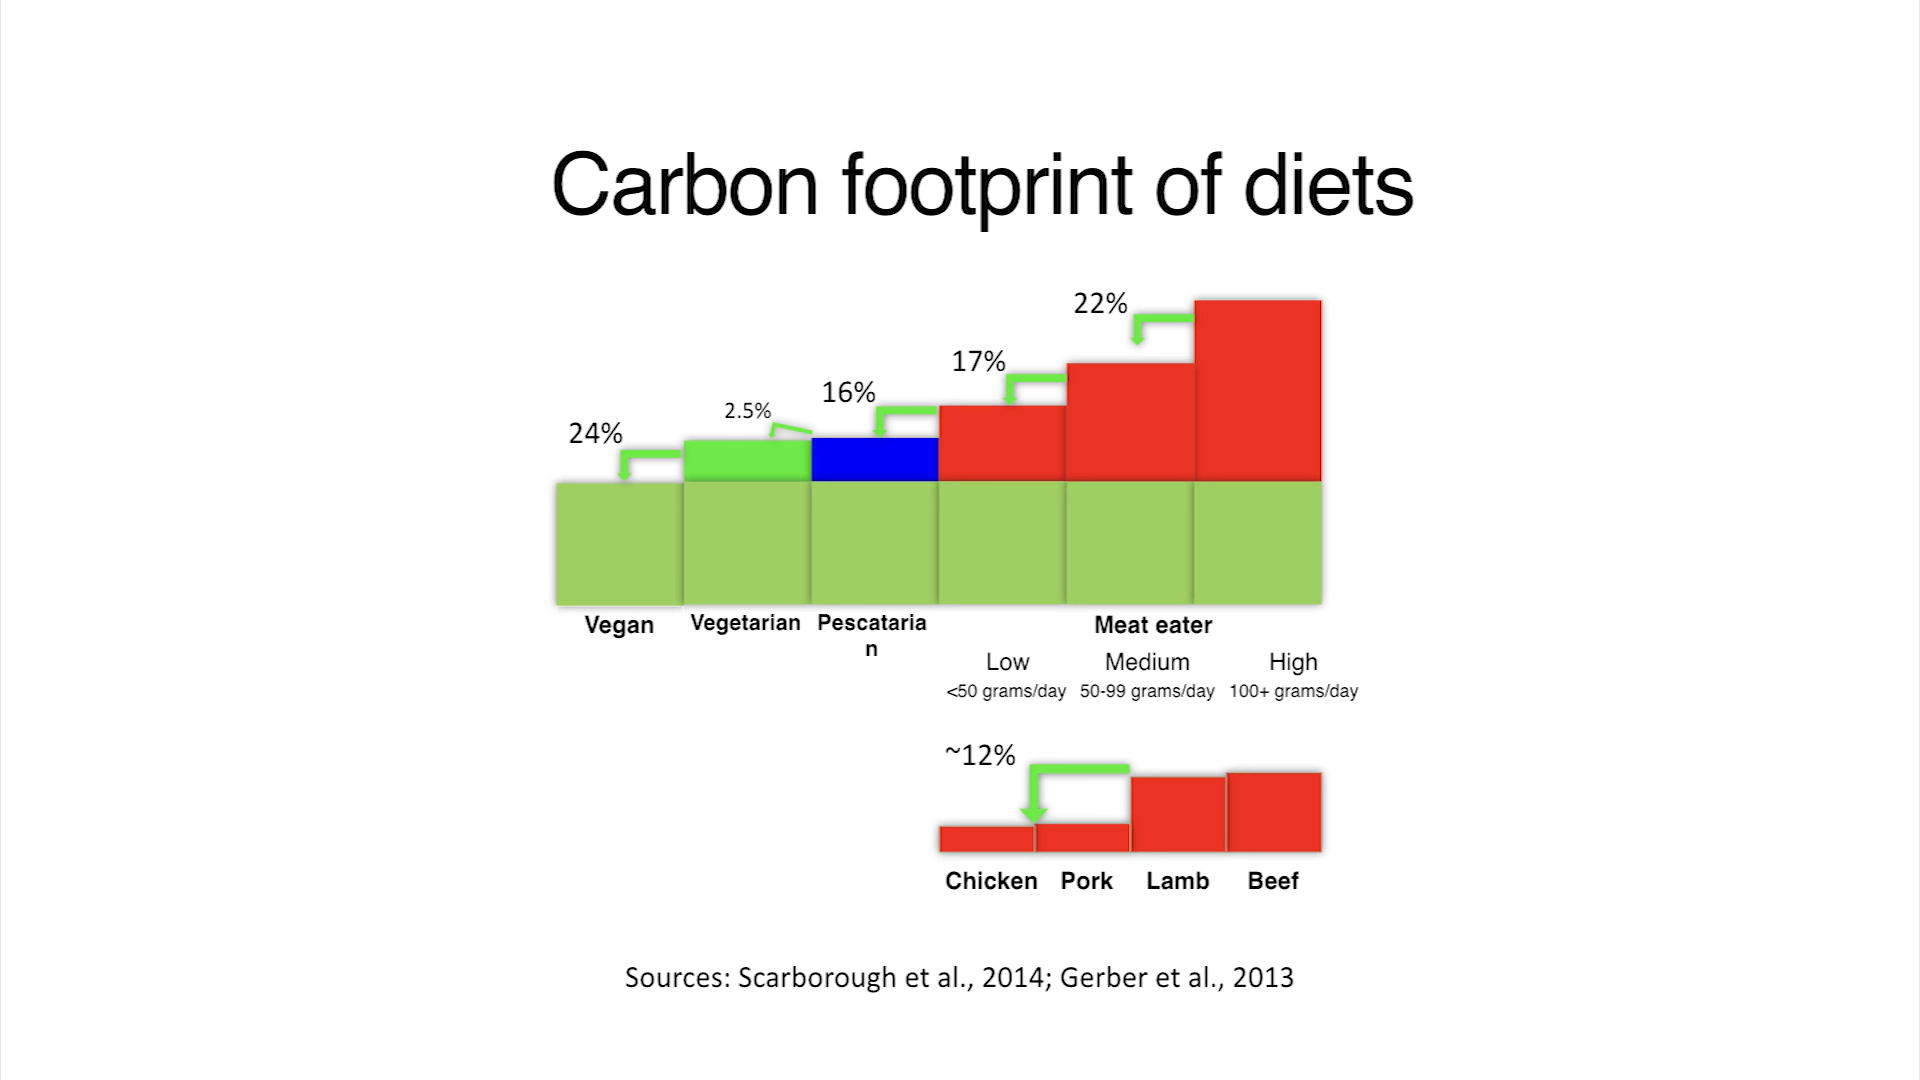 Carbon footprint of diets
22%
17%
16%
2.5%
24%
Vegan Vegetarian Pescataria
n
Meat eater
Low Medium High
<50 grams/day 50-99 grams/day 100+ grams/day
~12%
Chicken Pork Lamb Beef
Sources: Scarborough et al., 2014; Gerber et al., 2013